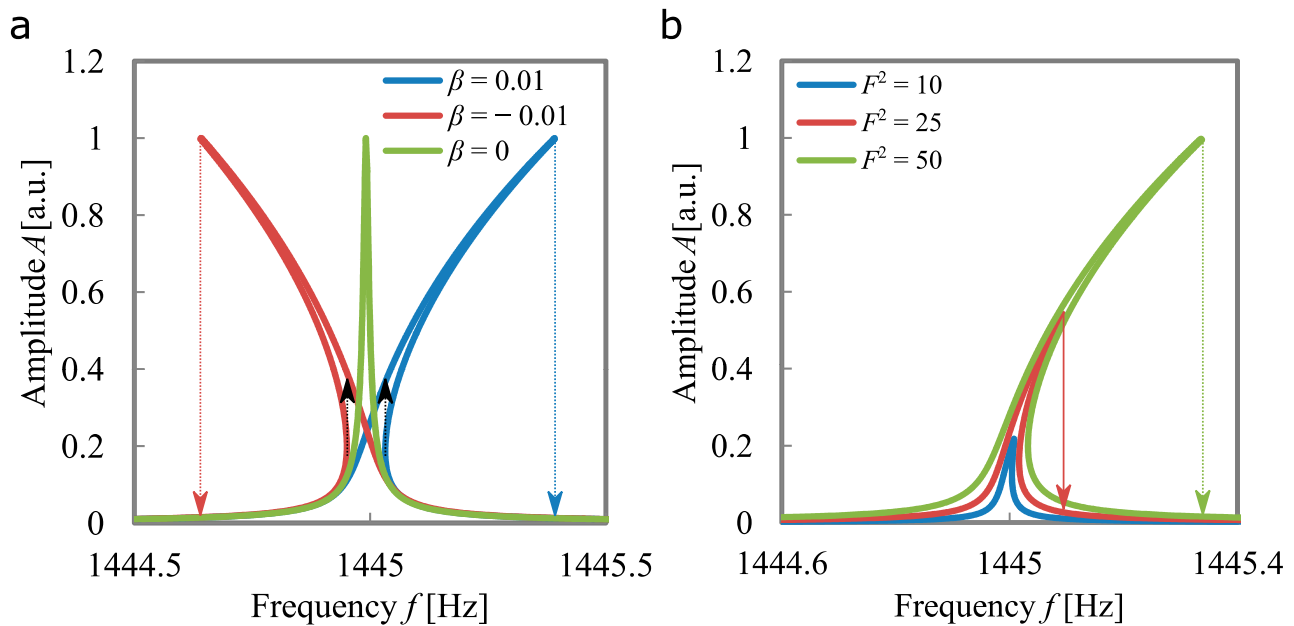 a
1.2
1
0.8
0.6
0.4
0.2
0
Amplitude A [a.u.]
β = 0.01
β = − 0.01
β = 0
1444.5
1445
1445.5
Frequency f [Hz]
b
1.2
1
0.8
0.6
0.4
0.2
0
Amplitude A [a.u.]
F² = 10
F² = 25
F² = 50
1444.6
1445
1445.4
Frequency f [Hz]